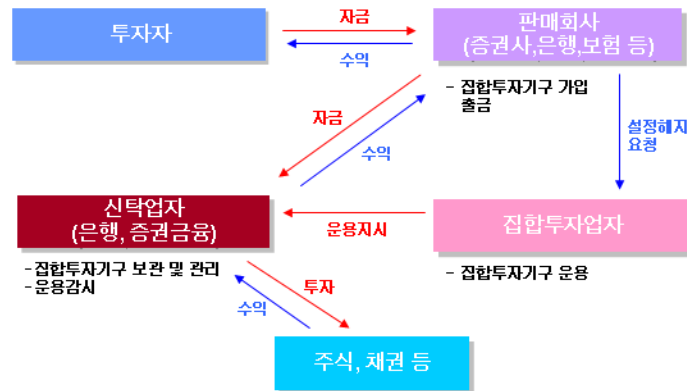 투자자
자금
수익
판매회사
(증권사,은행,보험 등)
- 집합투자기구 가입
출금
자금
수익
설정해지
요청
신탁업자
(은행, 증권금융)
운용지시
집합투자업자
-집합투자기구 보관 및 관리
-운용감시
- 집합투자기구 운용
투자
수익
주식, 채권 등